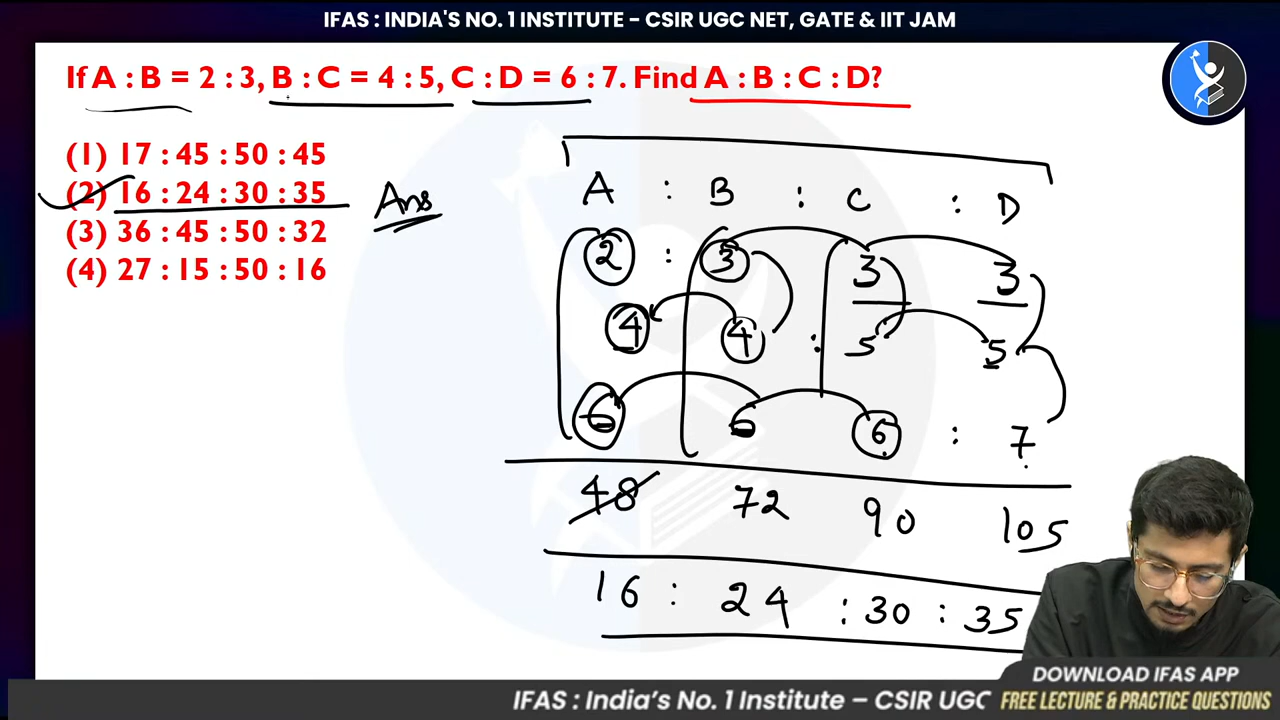 IFAS : INDIA'S NO. 1 INSTITUTE - CSIR UGC NET, GATE & IIT JAM
If A : B = 2 : 3, B : C = 4 : 5, C : D = 6 : 7. Find A : B : C : D?
(1) 17 : 45 : 50 : 45
(2) 16 : 24 : 30 : 35 Ans
(3) 36 : 45 : 50 : 32
(4) 27 : 15 : 50 : 16
A : B : C : D
2 : 3 3 3
4 4 : 5 5
6 6 6 : 7
48 72 90 105
16 : 24 : 30 : 35
DOWNLOAD IFAS APP
IFAS : India's No. 1 Institute – CSIR UGC
FREE LECTURE & PRACTICE QUESTIONS